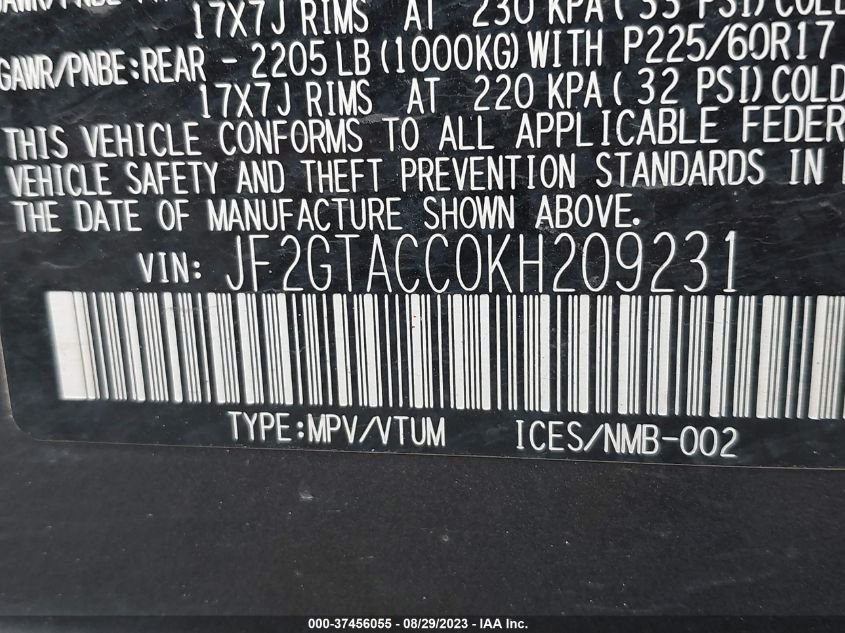 17X7J RIMS AT 230 KPA(33 PSI)COLD
GAWR/PNBE:REAR - 2205 LB(1000KG)WITH P225/60R17
17X7J RIMS AT 220 KPA(32 PSI)COLD
THIS VEHICLE CONFORMS TO ALL APPLICABLE FEDER
VEHICLE SAFETY AND THEFT PREVENTION STANDARDS IN
THE DATE OF MANUFACTURE SHOWN ABOVE.
VIN: JF2GTACC0KH209231
TYPE:MPV/VTUM ICES/NMB-002
000-37456055 - 08/29/2023 - IAA Inc.